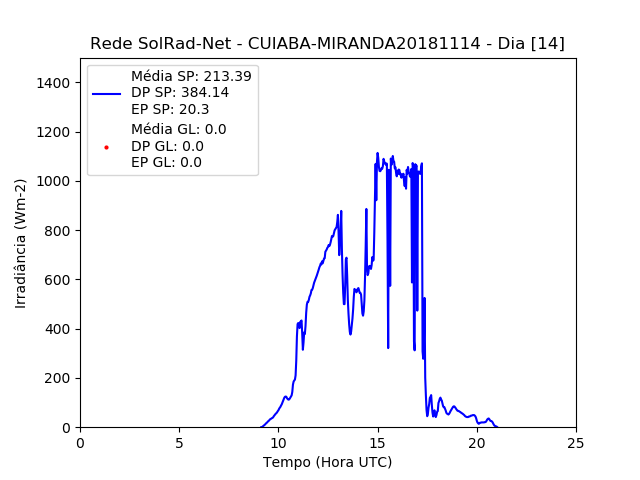 Rede SolRad-Net - CUIABA-MIRANDA20181114 - Dia [14]
Média SP: 213.39
DP SP: 384.14
EP SP: 20.3
Média GL: 0.0
DP GL: 0.0
EP GL: 0.0
1400
1200
1000
800
600
400
200
0
Irradiância (Wm-2)
0 5 10 15 20 25
Tempo (Hora UTC)